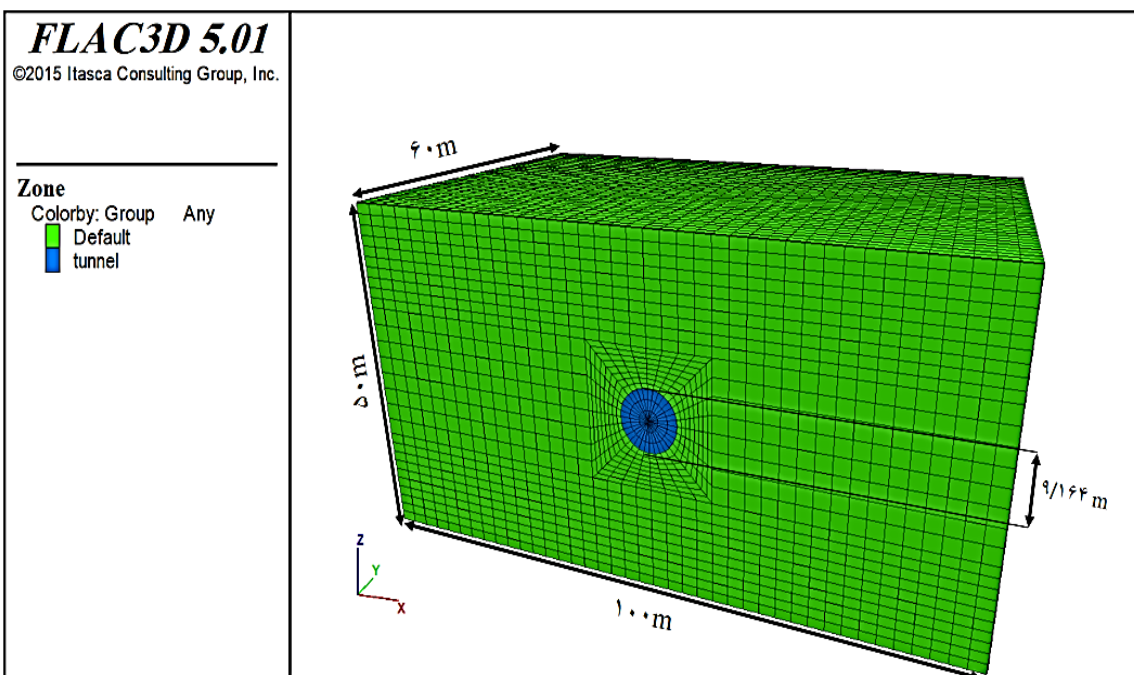 FLAC3D 5.01
©2015 Itasca Consulting Group, Inc.
Zone
Colorby: Group Any
Default
tunnel
۶۰m
۵۰m
۹/۱۶۴ m
۱۰۰m
Z
Y
X